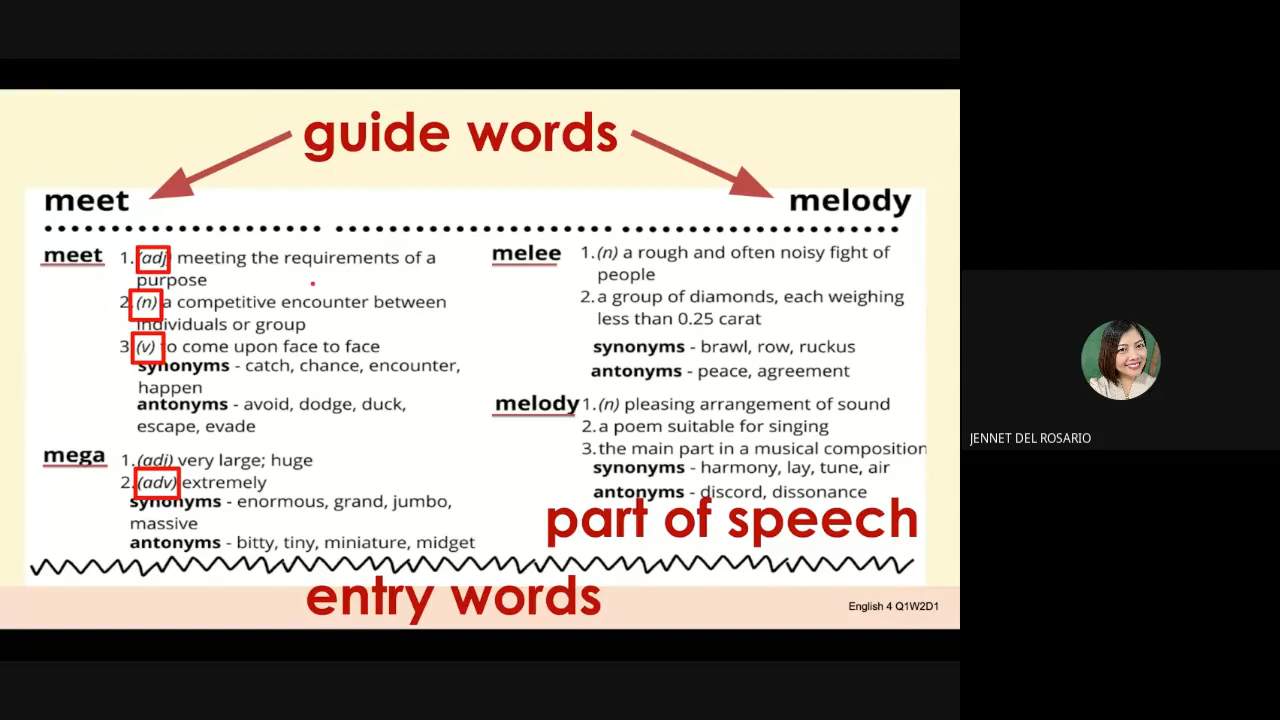 guide words
meet melody
meet 1.(adj) meeting the requirements of a
purpose
2.(n) a competitive encounter between
individuals or group
3.(v) to come upon face to face
synonyms - catch, chance, encounter,
happen
antonyms - avoid, dodge, duck,
escape, evade
mega 1.(adj) very large; huge
2.(adv) extremely
synonyms - enormous, grand, jumbo,
massive
antonyms - bitty, tiny, miniature, midget
melee 1.(n) a rough and often noisy fight of
people
2.a group of diamonds, each weighing
less than 0.25 carat
synonyms - brawl, row, ruckus
antonyms - peace, agreement
melody 1.(n) pleasing arrangement of sound
2.a poem suitable for singing
3.the main part in a musical composition
synonyms - harmony, lay, tune, air
antonyms - discord, dissonance
part of speech
entry words
English 4 Q1W2D1
JENNET DEL ROSARIO